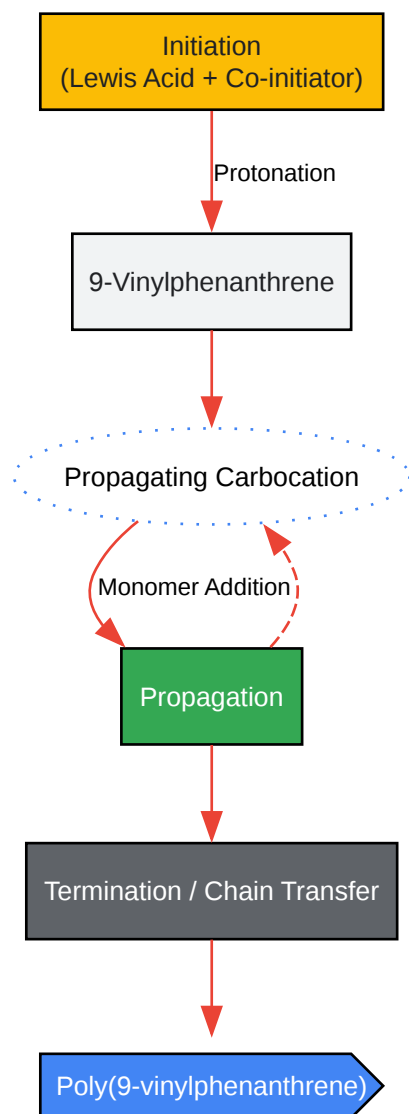 Initiation
(Lewis Acid + Co-initiator)
Protonation
9-Vinylphenanthrene
Propagating Carbocation
Monomer Addition
Propagation
Termination / Chain Transfer
Poly(9-vinylphenanthrene)